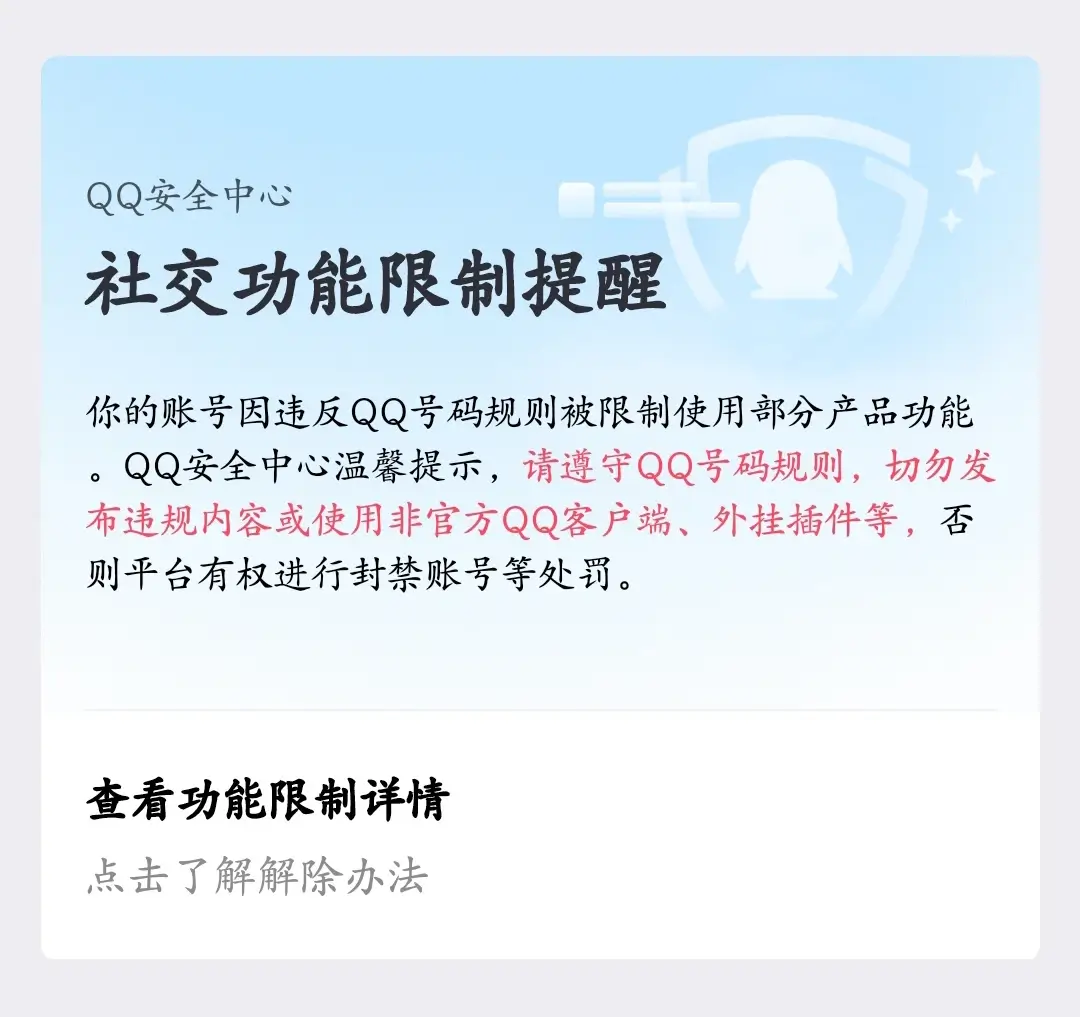 QQ安全中心
社交功能限制提醒
你的账号因违反QQ号码规则被限制使用部分产品功能
。QQ安全中心温馨提示，请遵守QQ号码规则，切勿发
布违规内容或使用非官方QQ客户端、外挂插件等，否
则平台有权进行封禁账号等处罚。
查看功能限制详情
点击了解解除办法